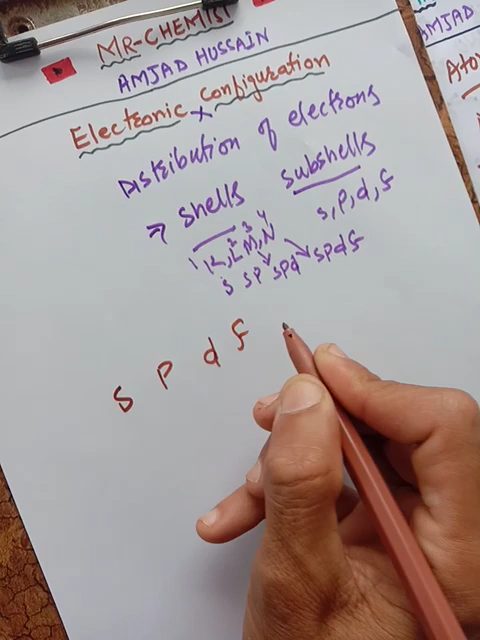 MR-CHEMIST
AMJAD HUSSAIN
Electronic Configuration
Distribution of electrons
→ shells subshells
s, p, d, f
1 2 3 4
K, L, M, N
s sp spd spdf
s p d f
AMJAD
Ato